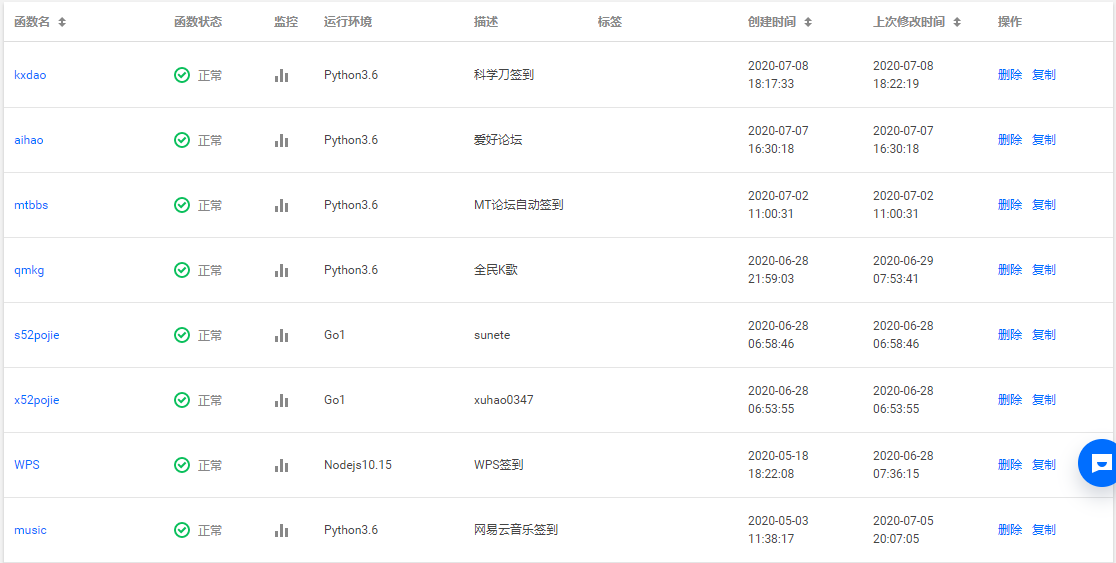 函数名 函数状态 监控 运行环境 描述 标签 创建时间 上次修改时间 操作
kxdao 正常 Python3.6 科学刀签到 2020-07-08 2020-07-08 删除 复制
18:17:33 18:22:19
aihao 正常 Python3.6 爱好论坛 2020-07-07 2020-07-07 删除 复制
16:30:18 16:30:18
mtbbs 正常 Python3.6 MT论坛自动签到 2020-07-02 2020-07-02 删除 复制
11:00:31 11:00:31
qmkg 正常 Python3.6 全民K歌 2020-06-28 2020-06-29 删除 复制
21:59:03 07:53:41
s52pojie 正常 Go1 sunete 2020-06-28 2020-06-28 删除 复制
06:58:46 06:58:46
x52pojie 正常 Go1 xuhao0347 2020-06-28 2020-06-28 删除 复制
06:53:55 06:53:55
WPS 正常 Nodejs10.15 WPS签到 2020-05-18 2020-06-28 删除 复制
18:22:08 07:36:15
music 正常 Python3.6 网易云音乐签到 2020-05-03 2020-07-05 删除 复制
11:38:17 20:07:05